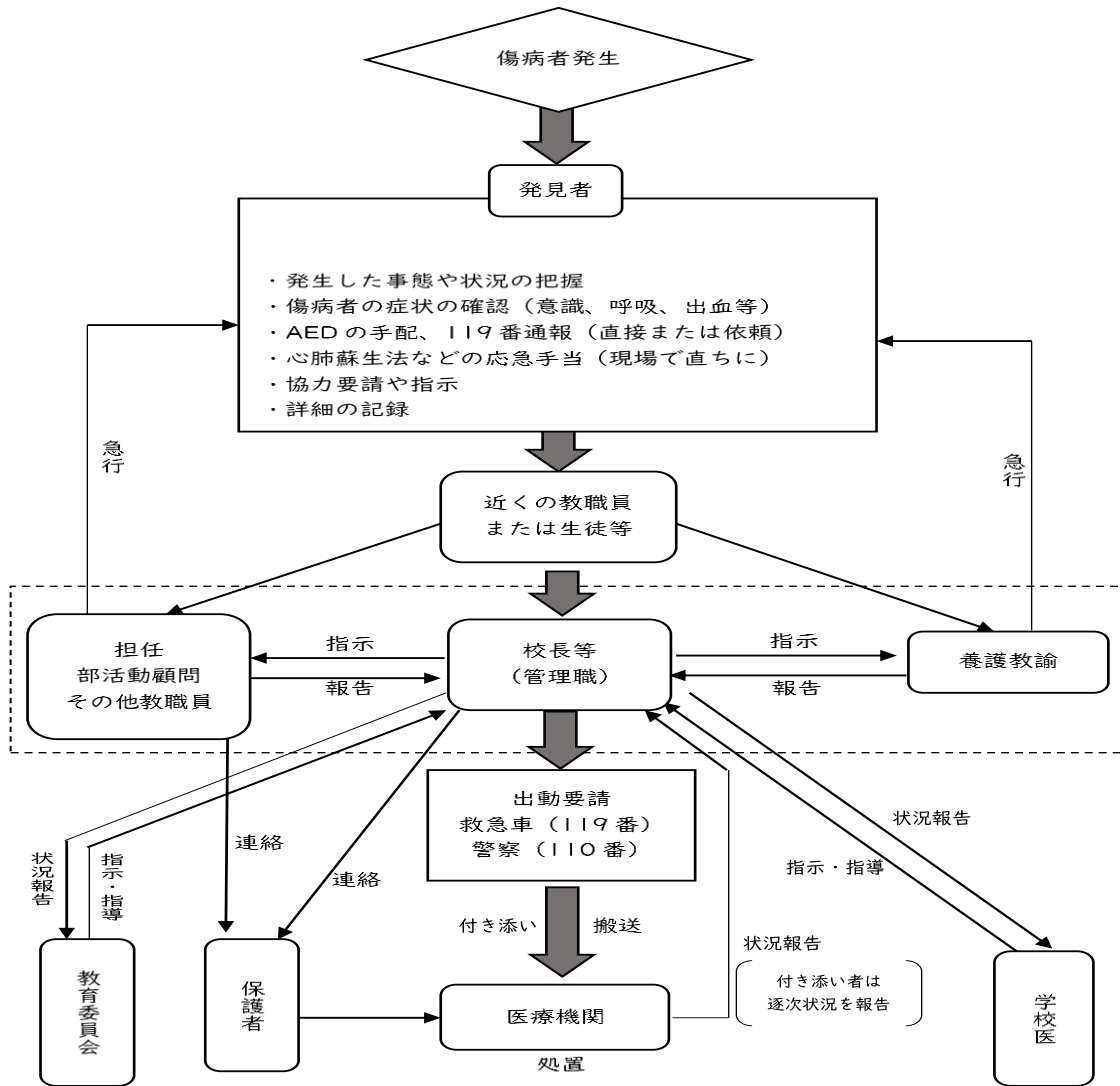 傷病者発生
発見者
・発生した事態や状況の把握
・傷病者の症状の確認（意識、呼吸、出血等）
・AEDの手配、119番通報（直接または依頼）
・心肺蘇生法などの応急手当（現場で直ちに）
・協力要請や指示
・詳細の記録
急行
急行
近くの教職員
または生徒等
担任
部活動顧問
その他教職員
指示
報告
校長等
（管理職）
指示
報告
養護教諭
出動要請
救急車（119番）
警察（110番）
状況報告
指示・指導
連絡
連絡
状況報告
指示・指導
付き添い
搬送
状況報告
付き添い者は
逐次状況を報告
教育委員会
保護者
医療機関
処置
学校医